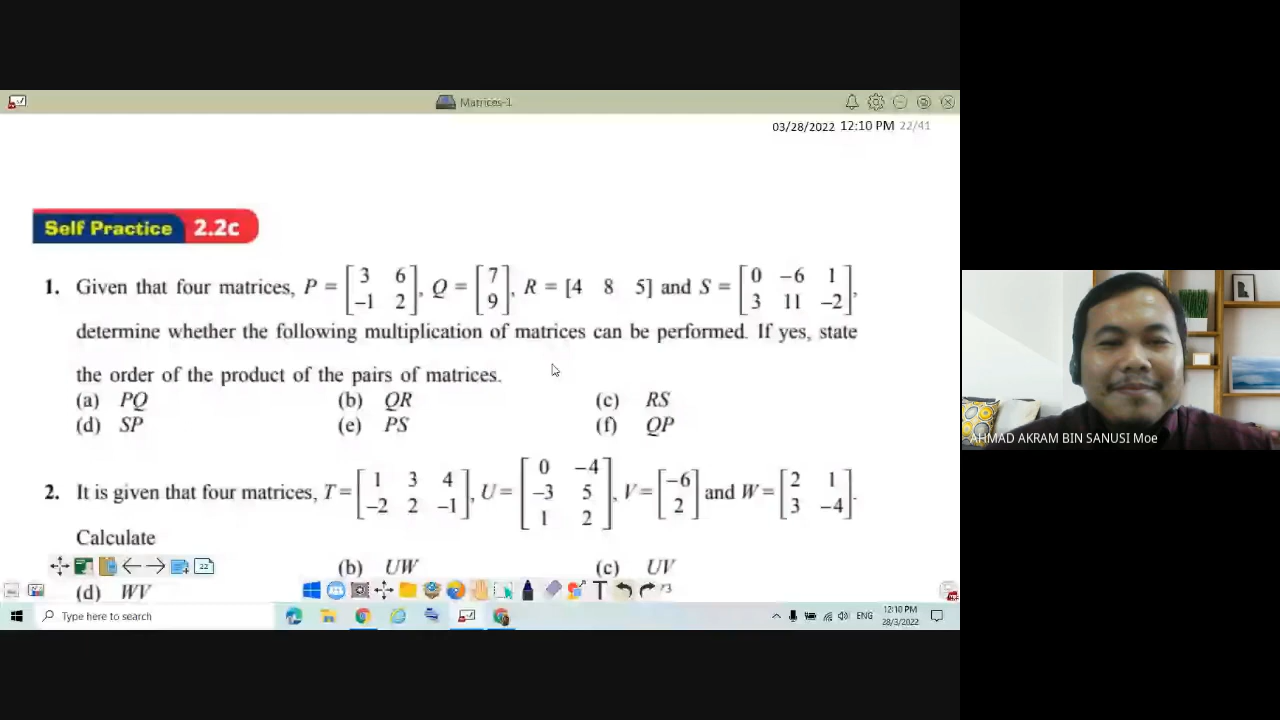 Matrices-1
03/28/2022 12:10 PM 22/41
Self Practice 2.2c
1. Given that four matrices, P = [3 6; -1 2], Q = [7; 9], R = [4 8 5] and S = [0 -6 1; 3 11 -2],
determine whether the following multiplication of matrices can be performed. If yes, state
the order of the product of the pairs of matrices.
(a) PQ (b) QR (c) RS
(d) SP (e) PS (f) QP
2. It is given that four matrices, T = [1 3 4; -2 2 -1], U = [0 -4; -3 5; 1 2], V = [-6; 2] and W = [2 1; 3 -4].
Calculate
(b) UW (c) UV
(d) WV
22
AHMAD AKRAM BIN SANUSI Moe
Type here to search
ENG
12:10 PM
28/3/2022